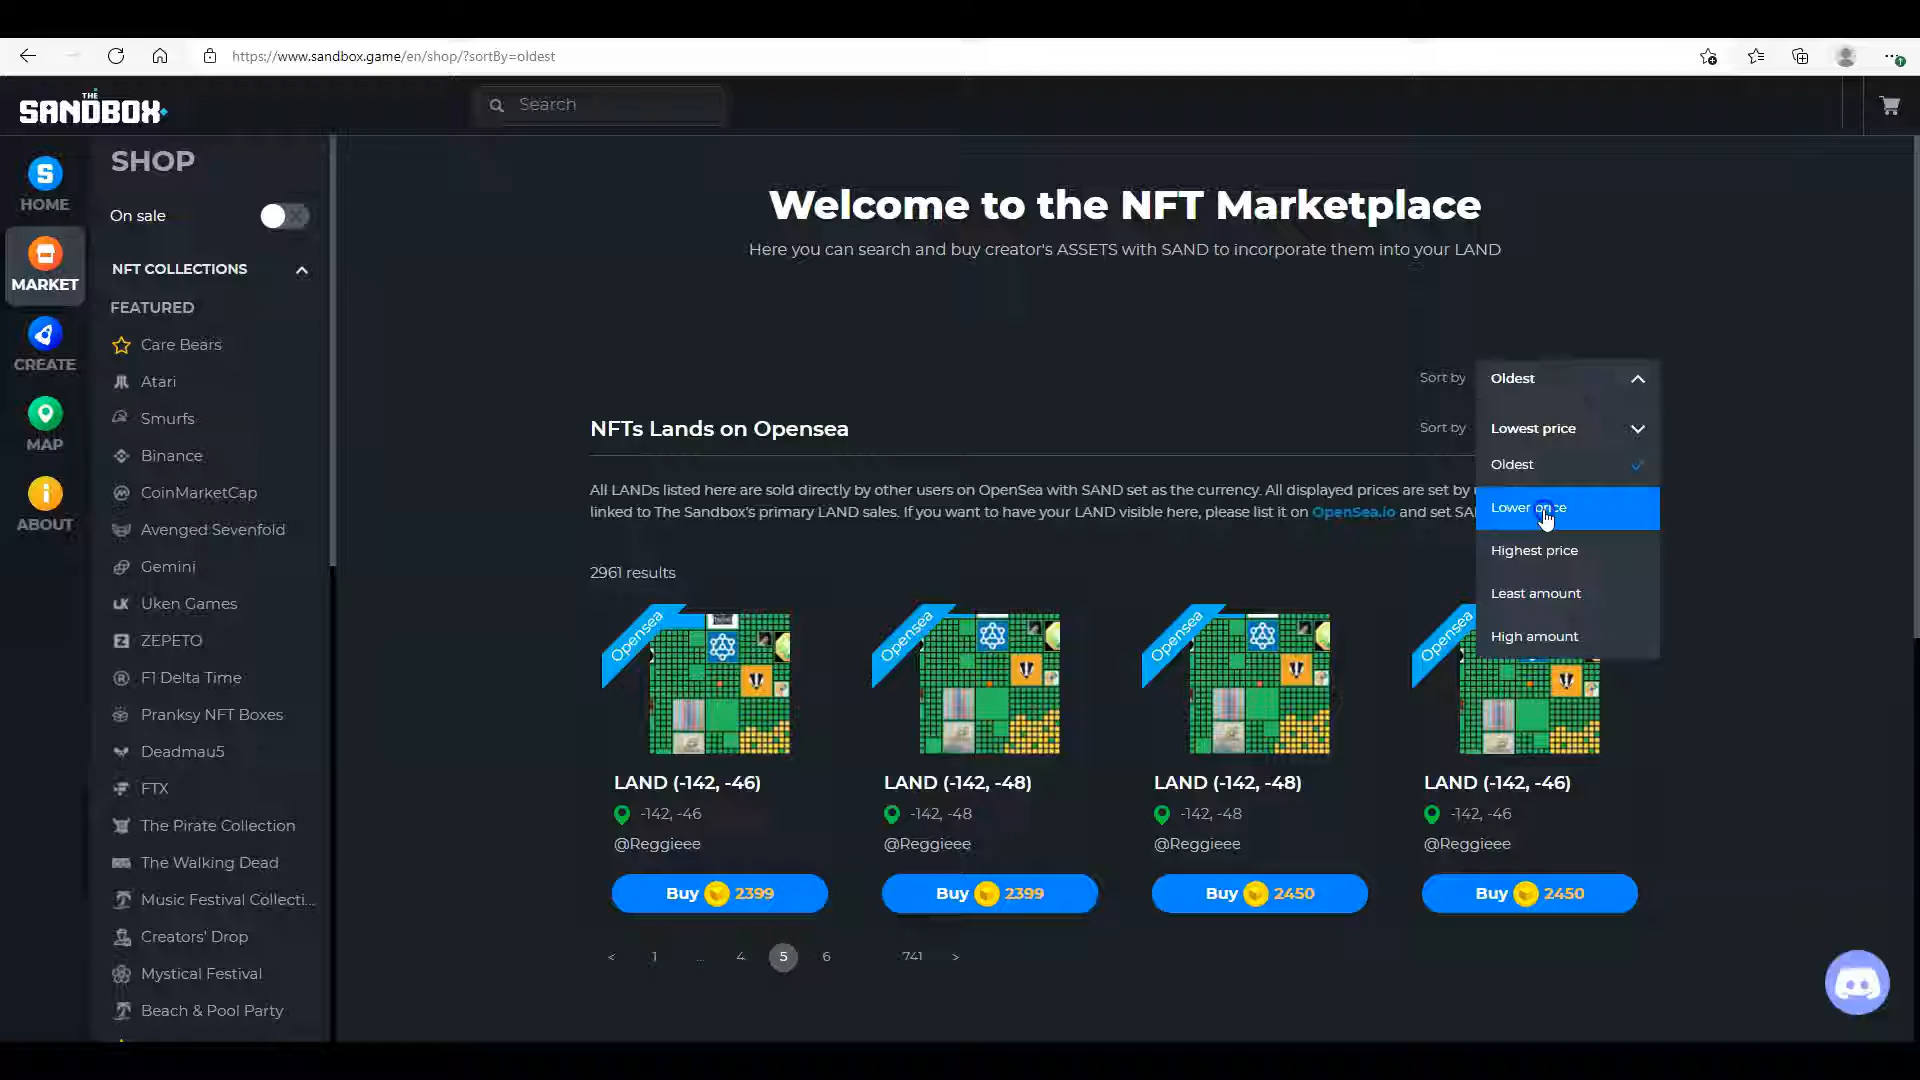 https://www.sandbox.game/en/shop/?sortBy=oldest
THE
SANDBOX
Search
HOME
MARKET
CREATE
MAP
ABOUT
SHOP
On sale
NFT COLLECTIONS
FEATURED
Care Bears
Atari
Smurfs
Binance
CoinMarketCap
Avenged Sevenfold
Gemini
Uken Games
ZEPETO
F1 Delta Time
Pranksy NFT Boxes
Deadmau5
FTX
The Pirate Collection
The Walking Dead
Music Festival Collecti...
Creators' Drop
Mystical Festival
Beach & Pool Party
Welcome to the NFT Marketplace
Here you can search and buy creator's ASSETS with SAND to incorporate them into your LAND
Sort by Oldest
NFTs Lands on Opensea
Sort by Lowest price
Oldest
Lower price
Highest price
Least amount
High amount
All LANDs listed here are sold directly by other users on OpenSea with SAND set as the currency. All displayed prices are set by
linked to The Sandbox's primary LAND sales. If you want to have your LAND visible here, please list it on OpenSea.io and set
2961 results
Opensea Opensea Opensea Opensea
LAND (-142, -46) LAND (-142, -48) LAND (-142, -48) LAND (-142, -46)
-142, -46 -142, -48 -142, -48 -142, -46
@Reggieee @Reggieee @Reggieee @Reggieee
Buy 2399 Buy 2399 Buy 2450 Buy 2450
< 1 ... 4 5 6 741 >